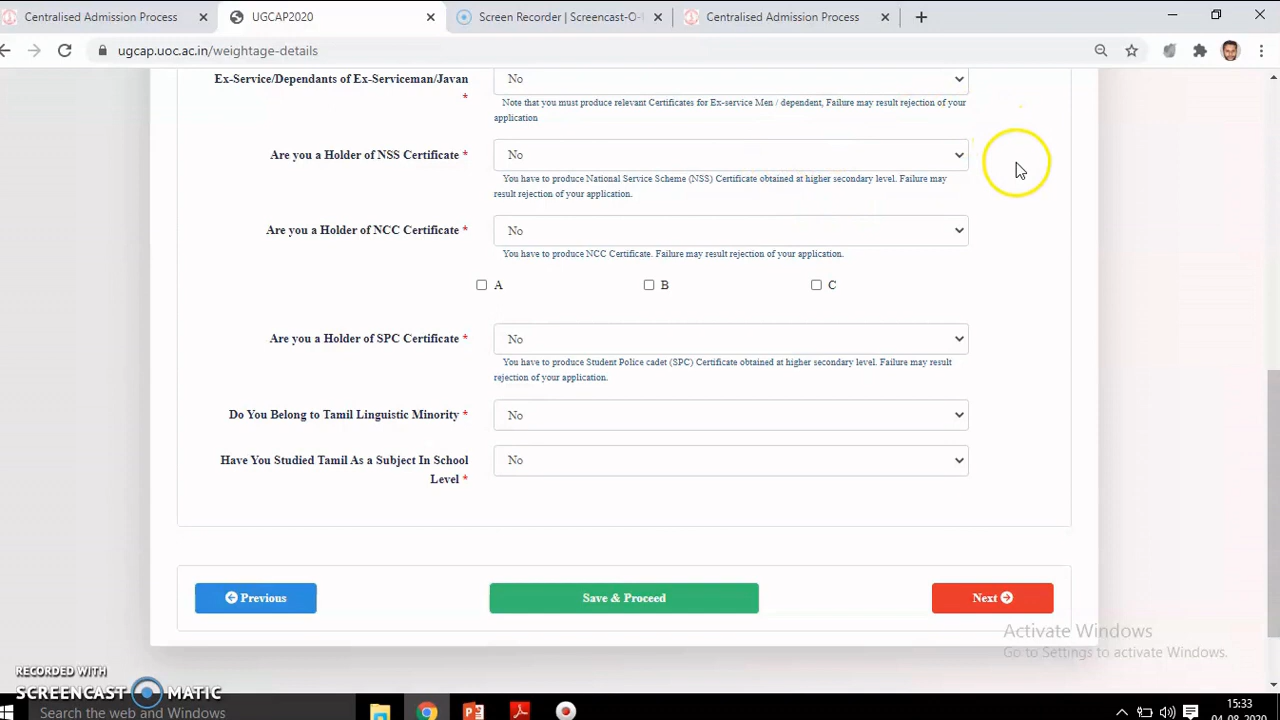 Centralised Admission Process
UGCAP2020
Screen Recorder | Screencast-O-
Centralised Admission Process
ugcap.uoc.ac.in/weightage-details
Ex-Service/Dependants of Ex-Serviceman/Javan
*
No
Note that you must produce relevant Certificates for Ex-service Men / dependent, Failure may result rejection of your
application
Are you a Holder of NSS Certificate *
No
You have to produce National Service Scheme (NSS) Certificate obtained at higher secondary level. Failure may
result rejection of your application.
Are you a Holder of NCC Certificate *
No
You have to produce NCC Certificate. Failure may result rejection of your application.
A
B
C
Are you a Holder of SPC Certificate *
No
You have to produce Student Police cadet (SPC) Certificate obtained at higher secondary level. Failure may result
rejection of your application.
Do You Belong to Tamil Linguistic Minority *
No
Have You Studied Tamil As a Subject In School
Level *
No
Previous
Save & Proceed
Next
Activate Windows
Go to Settings to activate Windows.
RECORDED WITH
SCREENCAST MATIC
Search the web and Windows
15:33
04-08-2020